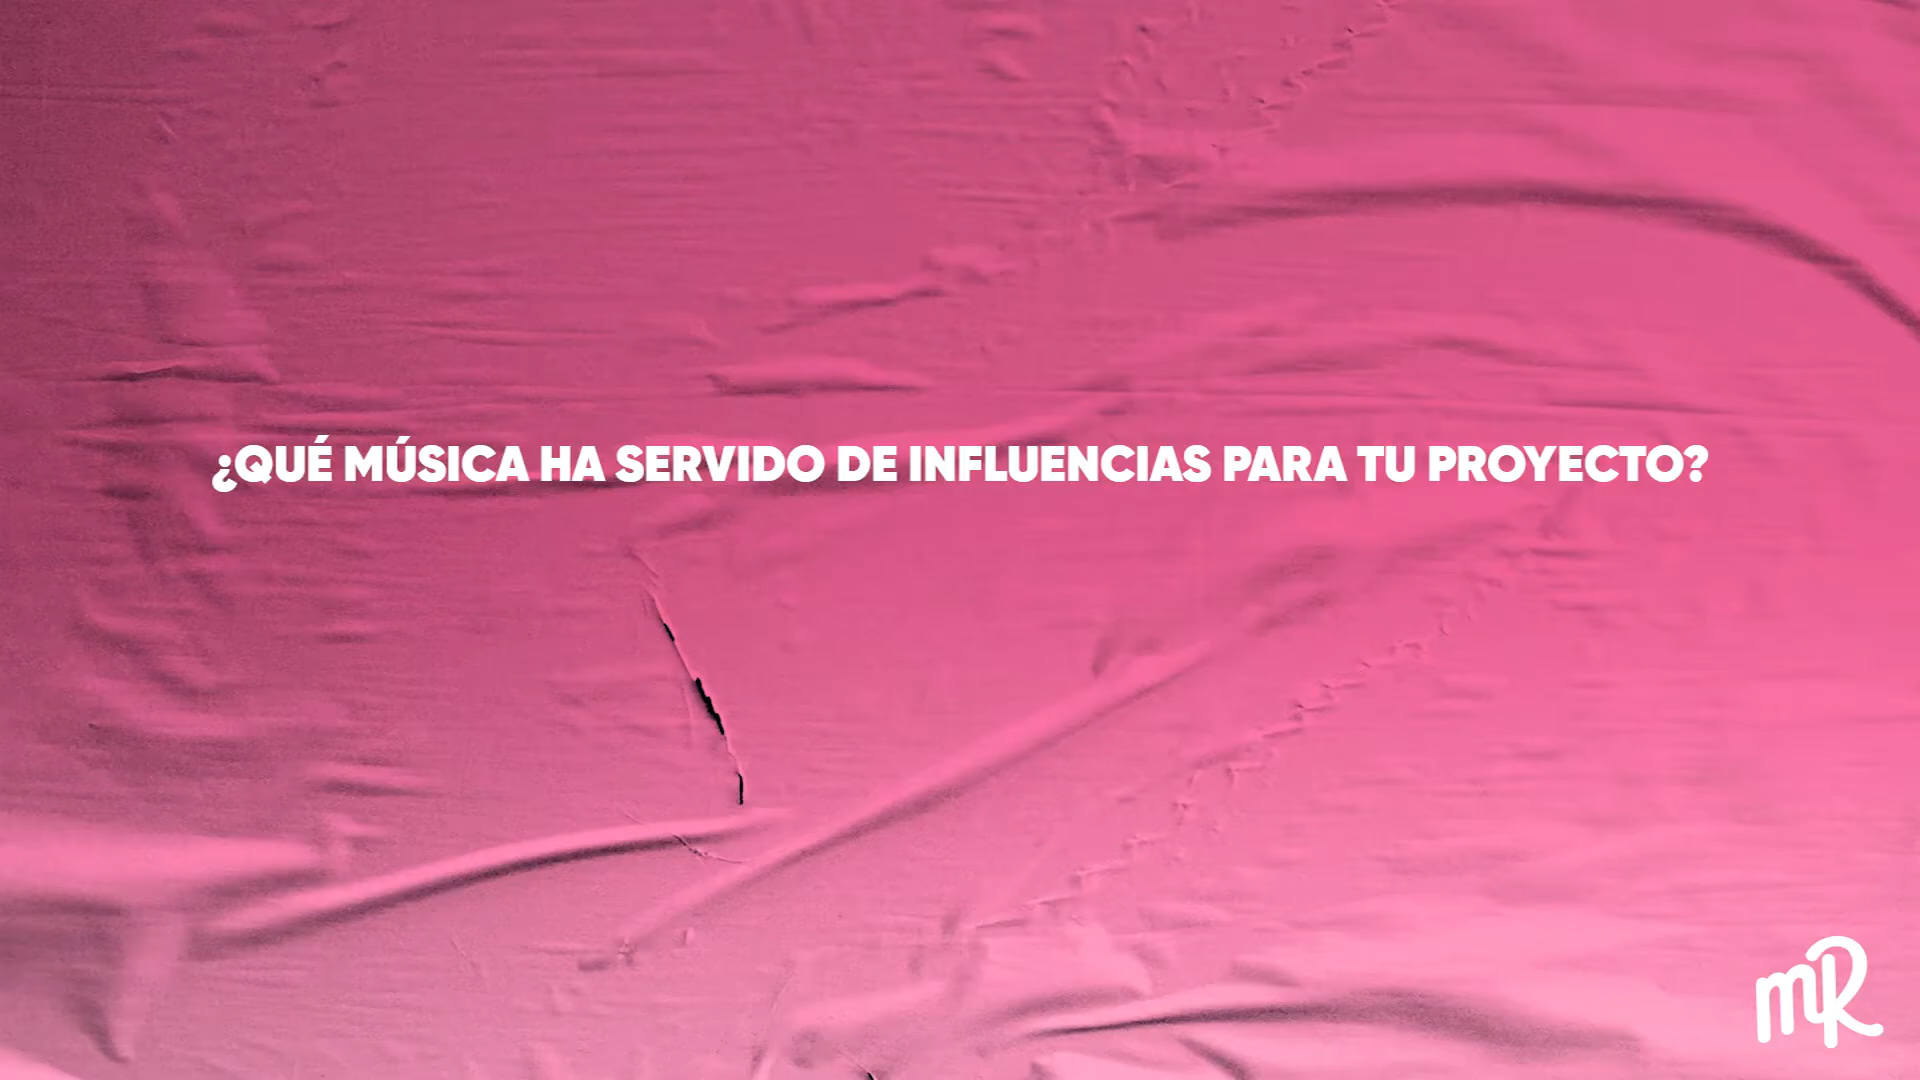 ¿QUÉ MÚSICA HA SERVIDO DE INFLUENCIAS PARA TU PROYECTO?
mR